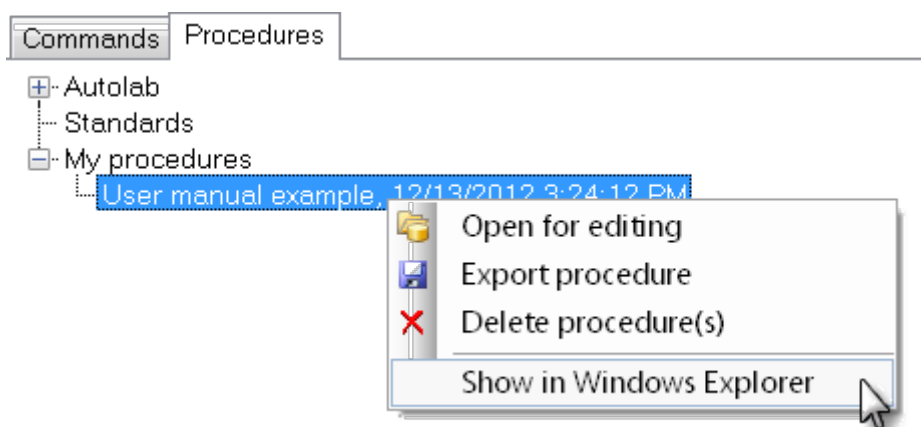 Commands Procedures
Autolab
Standards
My procedures
User manual example, 12/13/2012 3:24:12 PM
Open for editing
Export procedure
Delete procedure(s)
Show in Windows Explorer